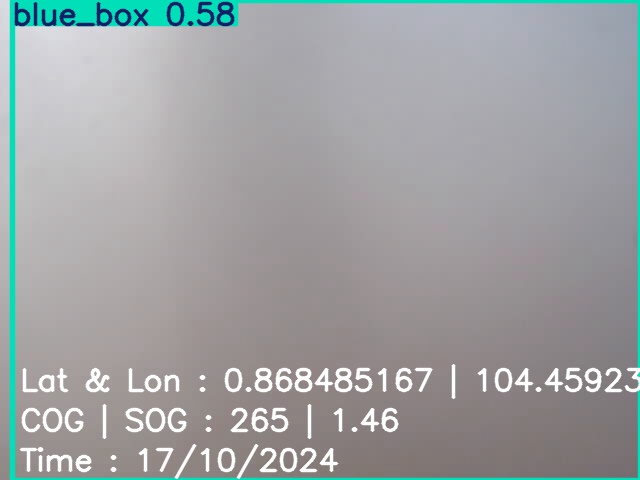 blue_box 0.58
Lat & Lon : 0.868485167 | 104.45923
COG | SOG : 265 | 1.46
Time : 17/10/2024